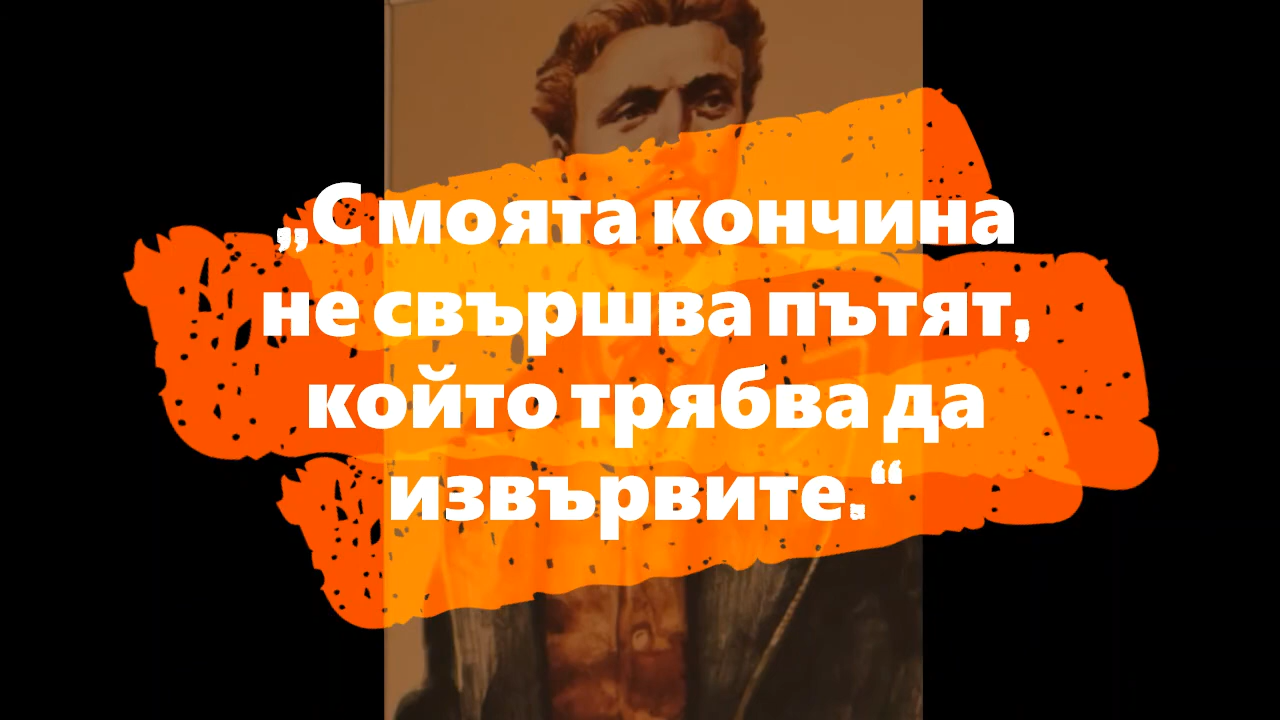 „С моята кончина
не свършва пътят,
който трябва да
извървите.“